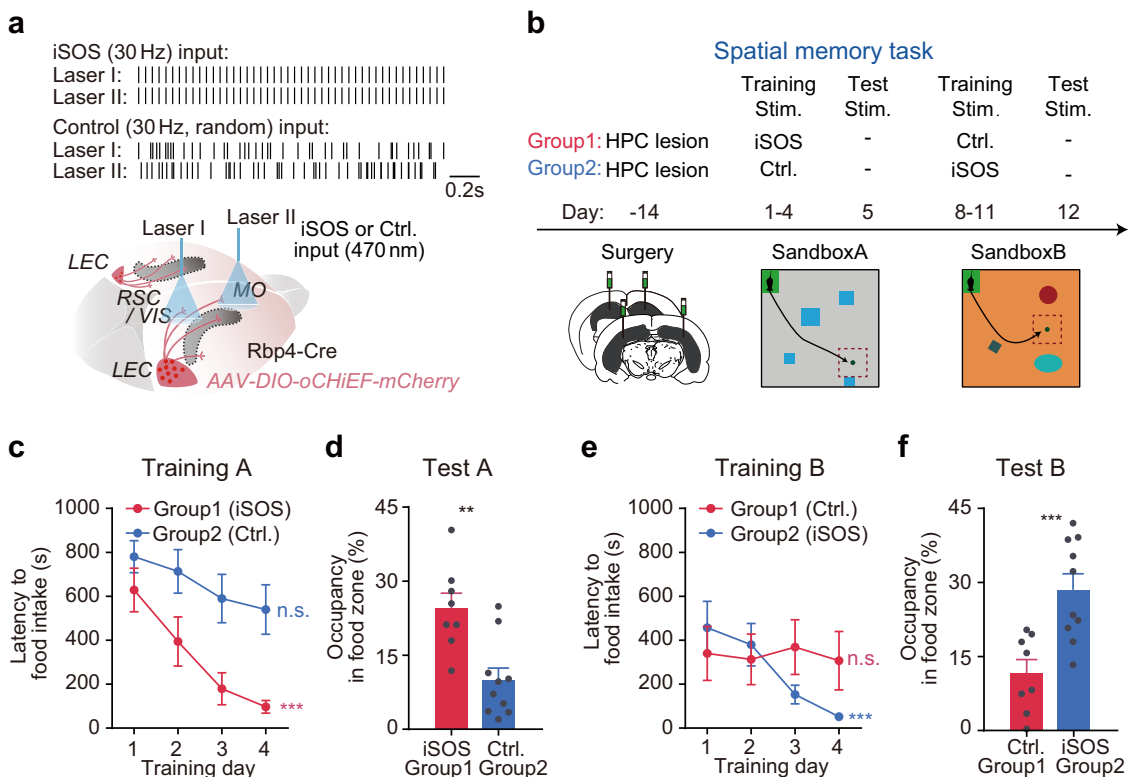 a
iSOS (30 Hz) input:
Laser I:
Laser II:
Control (30 Hz, random) input:
Laser I:
Laser II:
0.2s
Laser I
Laser II
iSOS or Ctrl.
input (470 nm)
LEC
RSC
/ VIS
MO
LEC
Rbp4-Cre
AAV-DIO-oCHiEF-mCherry
b
Spatial memory task
Training Stim.
Test Stim.
Training Stim.
Test Stim.
Group1: HPC lesion iSOS - Ctrl. -
Group2: HPC lesion Ctrl. - iSOS -
Day: -14 1-4 5 8-11 12
Surgery SandboxA SandboxB
c
Training A
Latency to
food intake (s)
1000
800
600
400
200
0
Group1 (iSOS)
Group2 (Ctrl.)
n.s.
***
1 2 3 4
Training day
d
Test A
Occupancy
in food zone (%)
45
30
15
0
**
iSOS Ctrl.
Group1 Group2
e
Training B
Latency to
food intake (s)
1000
800
600
400
200
0
Group1 (Ctrl.)
Group2 (iSOS)
n.s.
***
1 2 3 4
Training day
f
Test B
Occupancy
in food zone (%)
45
30
15
0
***
Ctrl. iSOS
Group1 Group2